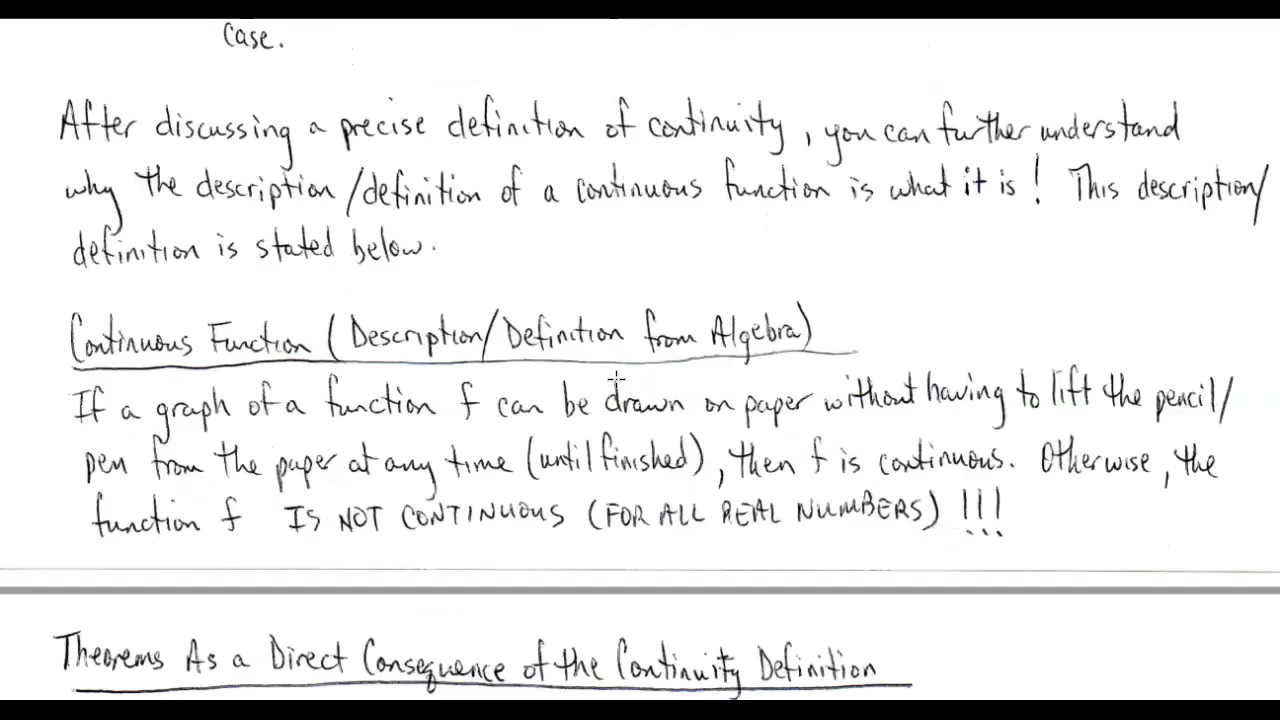 case.
After discussing a precise definition of continuity, you can further understand
why the description/definition of a continuous function is what it is! This description/
definition is stated below.
Continuous Function (Description/Definition from Algebra)
If a graph of a function f can be drawn on paper without having to lift the pencil/
pen from the paper at any time (until finished), then f is continuous. Otherwise, the
function f IS NOT CONTINUOUS (FOR ALL REAL NUMBERS)!!!
Theorems As a Direct Consequence of the Continuity Definition